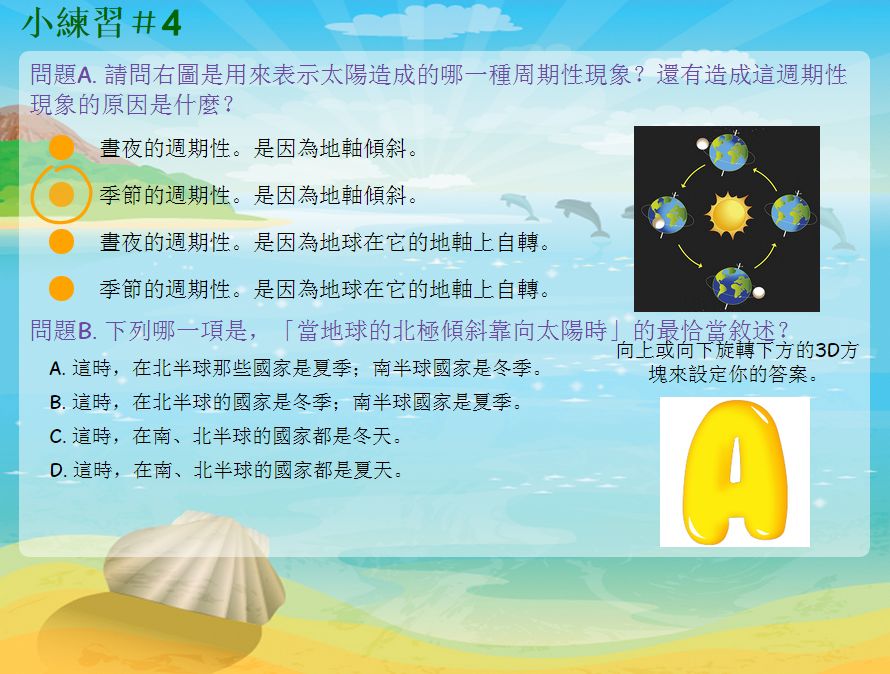 小練習＃4
問題A. 請問右圖是用來表示太陽造成的哪一種周期性現象？還有造成這週期性
現象的原因是什麼？
晝夜的週期性。是因為地軸傾斜。
季節的週期性。是因為地軸傾斜。
晝夜的週期性。是因為地球在它的地軸上自轉。
季節的週期性。是因為地球在它的地軸上自轉。
問題B. 下列哪一項是，「當地球的北極傾斜靠向太陽時」的最恰當敘述？
A. 這時，在北半球那些國家是夏季；南半球國家是冬季。
B. 這時，在北半球的國家是冬季；南半球國家是夏季。
C. 這時，在南、北半球的國家都是冬天。
D. 這時，在南、北半球的國家都是夏天。
向上或向下旋轉下方的3D方
塊來設定你的答案。
A